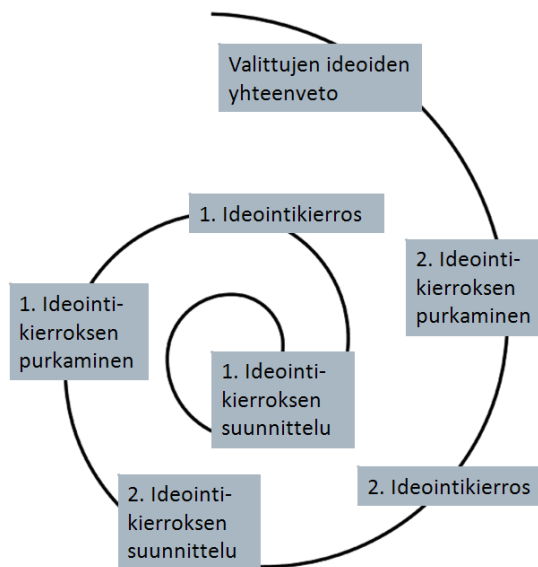 Valittujen ideoiden
yhteenveto
1. Ideointikierros
2. Ideointi-
kierroksen
purkaminen
1. Ideointi-
kierroksen
purkaminen
1. Ideointi-
kierroksen
suunnittelu
2. Ideointi-
kierroksen
suunnittelu
2. Ideointikierros